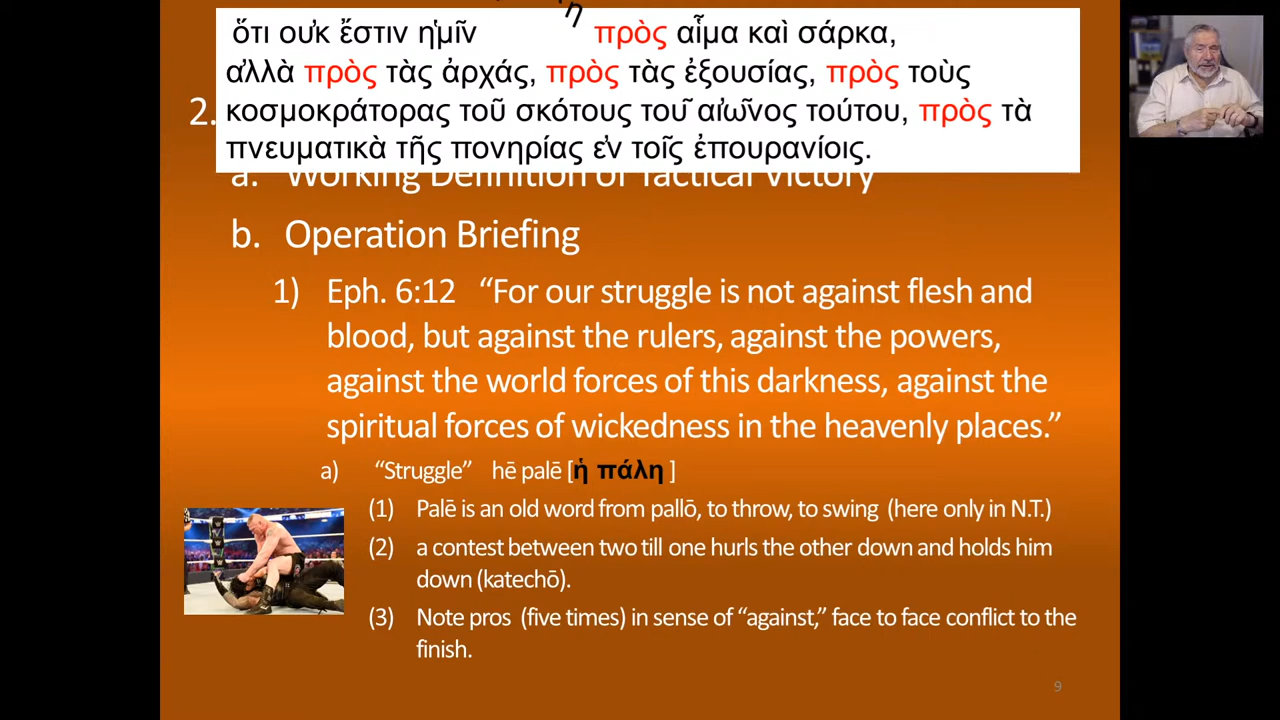 η
ὅτι οὐκ ἔστιν ἡμῖν πρὸς αἷμα καὶ σάρκα,
ἀλλὰ πρὸς τὰς ἀρχάς, πρὸς τὰς ἐξουσίας, πρὸς τοὺς
2. κοσμοκράτορας τοῦ σκότους τοῦ αἰῶνος τούτου, πρὸς τὰ
πνευματικὰ τῆς πονηρίας ἐν τοῖς ἐπουρανίοις.
a. Working Definition of Tactical Victory
b. Operation Briefing
1) Eph. 6:12 “For our struggle is not against flesh and
blood, but against the rulers, against the powers,
against the world forces of this darkness, against the
spiritual forces of wickedness in the heavenly places.”
a) “Struggle” hē palē [ἡ πάλη ]
(1) Palē is an old word from pallō, to throw, to swing (here only in N.T.)
(2) a contest between two till one hurls the other down and holds him
down (katechō).
(3) Note pros (five times) in sense of “against,” face to face conflict to the
finish.
9